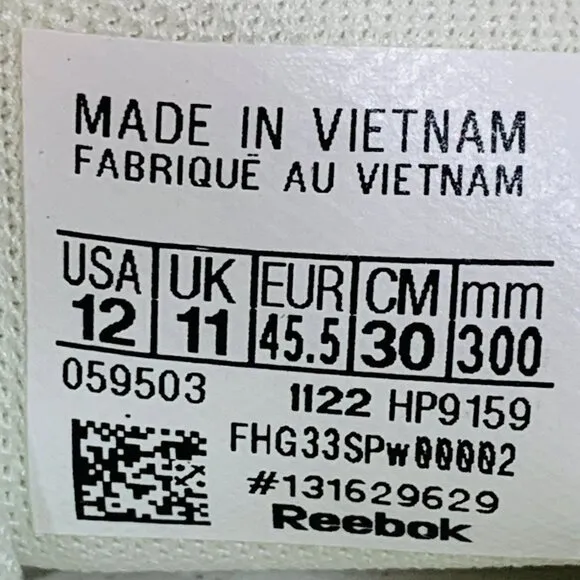 MADE IN VIETNAM
FABRIQUÉ AU VIETNAM
USA UK EUR CM mm
12 11 45.5 30 300
059503 1122 HP9159
FHG33SPw00002
#131629629
Reebok